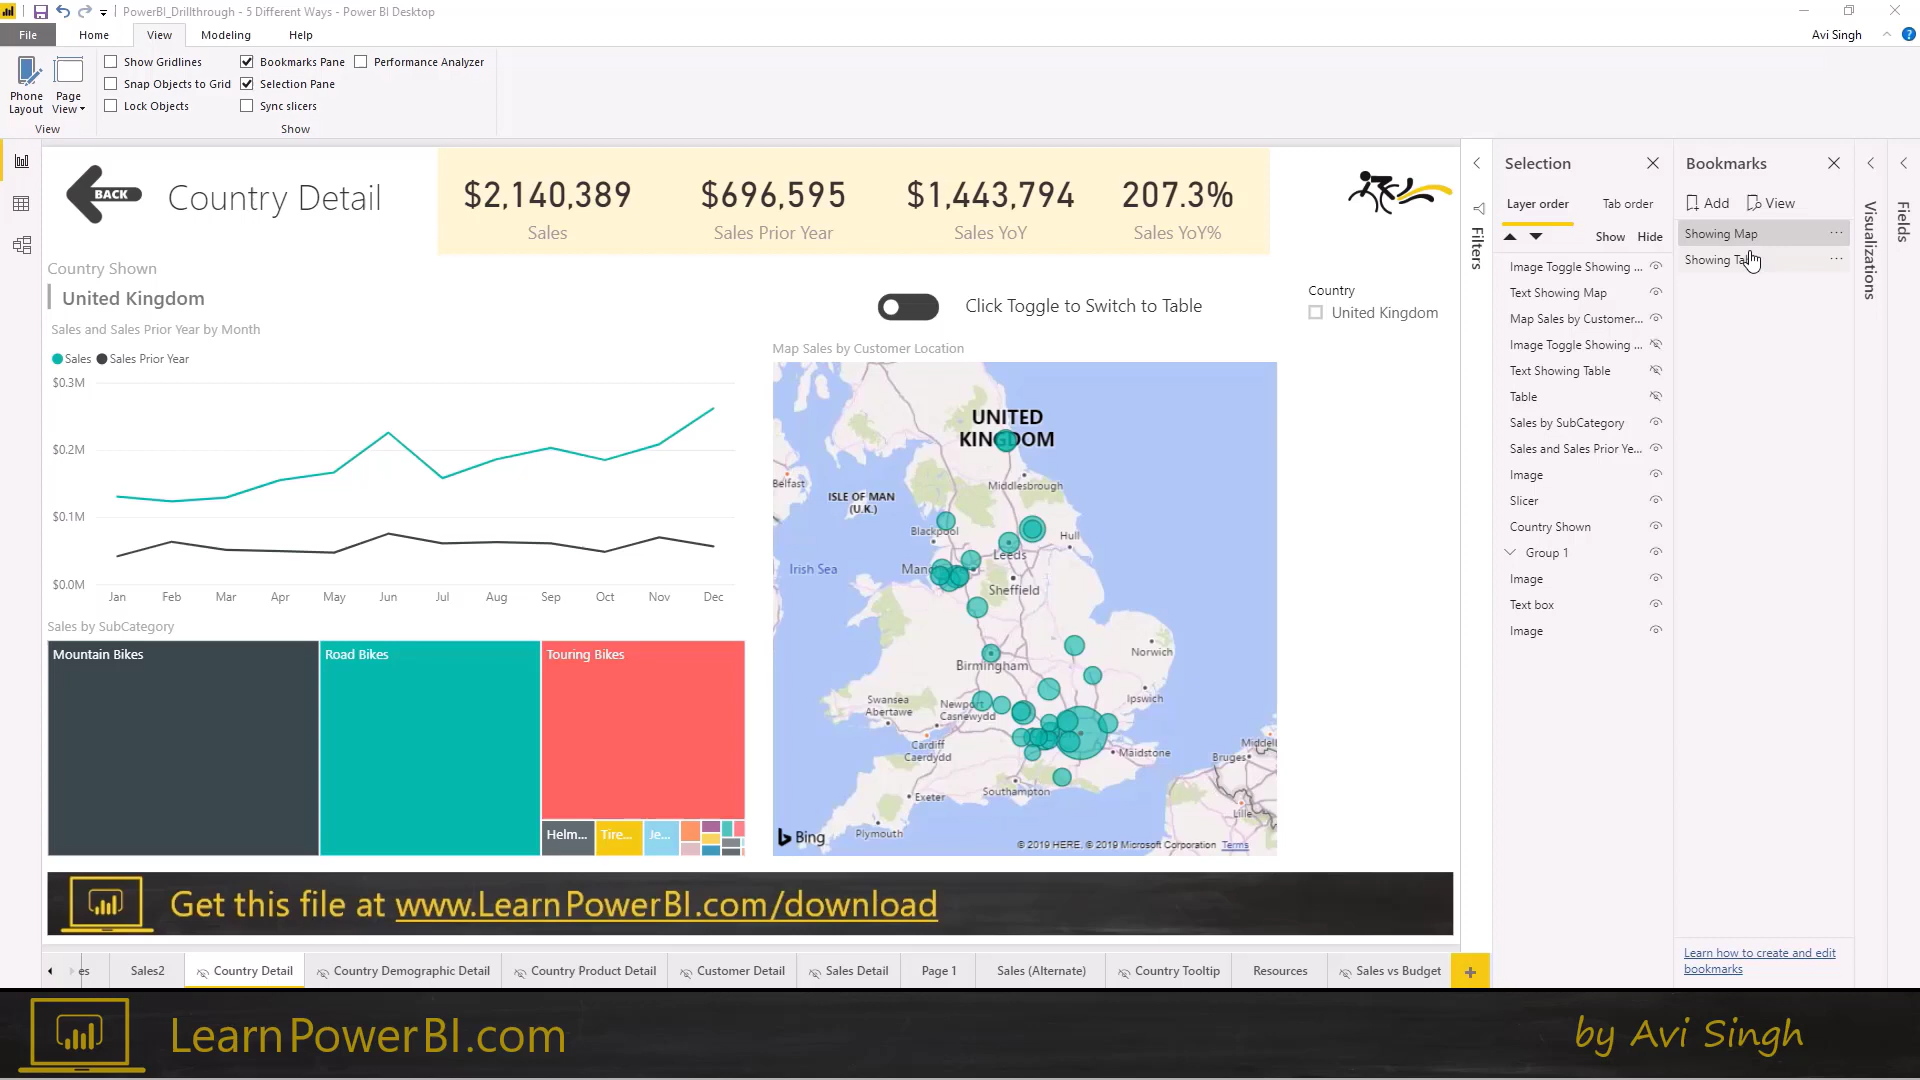 PowerBI_Drillthrough - 5 Different Ways - Power BI Desktop
File Home View Modeling Help Avi Singh
Show Gridlines Bookmarks Pane Performance Analyzer
Snap Objects to Grid Selection Pane
Lock Objects Sync slicers
Phone Layout
Page View
View Show
BACK
Country Detail
$2,140,389 $696,595 $1,443,794 207.3%
Sales Sales Prior Year Sales YoY Sales YoY%
Country Shown
United Kingdom
Click Toggle to Switch to Table
Country
United Kingdom
Sales and Sales Prior Year by Month
Sales Sales Prior Year
$0.3M
$0.2M
$0.1M
$0.0M
Jan Feb Mar Apr May Jun Jul Aug Sep Oct Nov Dec
Sales by SubCategory
Mountain Bikes Road Bikes Touring Bikes
Helm... Tire... Je...
Map Sales by Customer Location
UNITED
KINGDOM
Belfast
Middlesbrough
ISLE OF MAN
(U.K.)
Blackpool
Hull
Leeds
Irish Sea
Sheffield
Norwich
Birmingham
Ipswich
Swansea
Abertawe
Newport
Casnewydd
Cardiff
Caerdydd
Maidstone
Bruges
Southampton
Exeter
Lille
Plymouth
Bing
© 2019 HERE, © 2019 Microsoft Corporation Terms
Filters
Selection
Layer order Tab order
Show Hide
Image Toggle Showing ...
Text Showing Map
Map Sales by Customer...
Image Toggle Showing ...
Text Showing Table
Table
Sales by SubCategory
Sales and Sales Prior Ye...
Image
Slicer
Country Shown
Group 1
Image
Text box
Image
Bookmarks
Add View
Showing Map ...
Showing ...
Learn how to create and edit
bookmarks
Visualizations
Fields
Get this file at www.LearnPowerBI.com/download
es Sales2 Country Detail Country Demographic Detail Country Product Detail Customer Detail Sales Detail Page 1 Sales (Alternate) Country Tooltip Resources Sales vs Budget +
LearnPowerBI.com
by Avi Singh